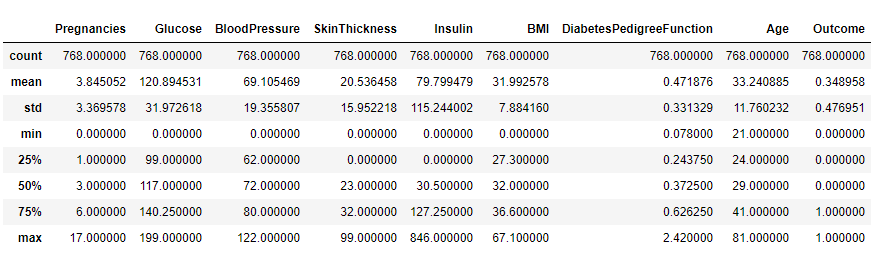 Pregnancies Glucose BloodPressure SkinThickness Insulin BMI DiabetesPedigreeFunction Age Outcome
count 768.000000 768.000000 768.000000 768.000000 768.000000 768.000000 768.000000 768.000000 768.000000
mean 3.845052 120.894531 69.105469 20.536458 79.799479 31.992578 0.471876 33.240885 0.348958
std 3.369578 31.972618 19.355807 15.952218 115.244002 7.884160 0.331329 11.760232 0.476951
min 0.000000 0.000000 0.000000 0.000000 0.000000 0.000000 0.078000 21.000000 0.000000
25% 1.000000 99.000000 62.000000 0.000000 0.000000 27.300000 0.243750 24.000000 0.000000
50% 3.000000 117.000000 72.000000 23.000000 30.500000 32.000000 0.372500 29.000000 0.000000
75% 6.000000 140.250000 80.000000 32.000000 127.250000 36.600000 0.626250 41.000000 1.000000
max 17.000000 199.000000 122.000000 99.000000 846.000000 67.100000 2.420000 81.000000 1.000000